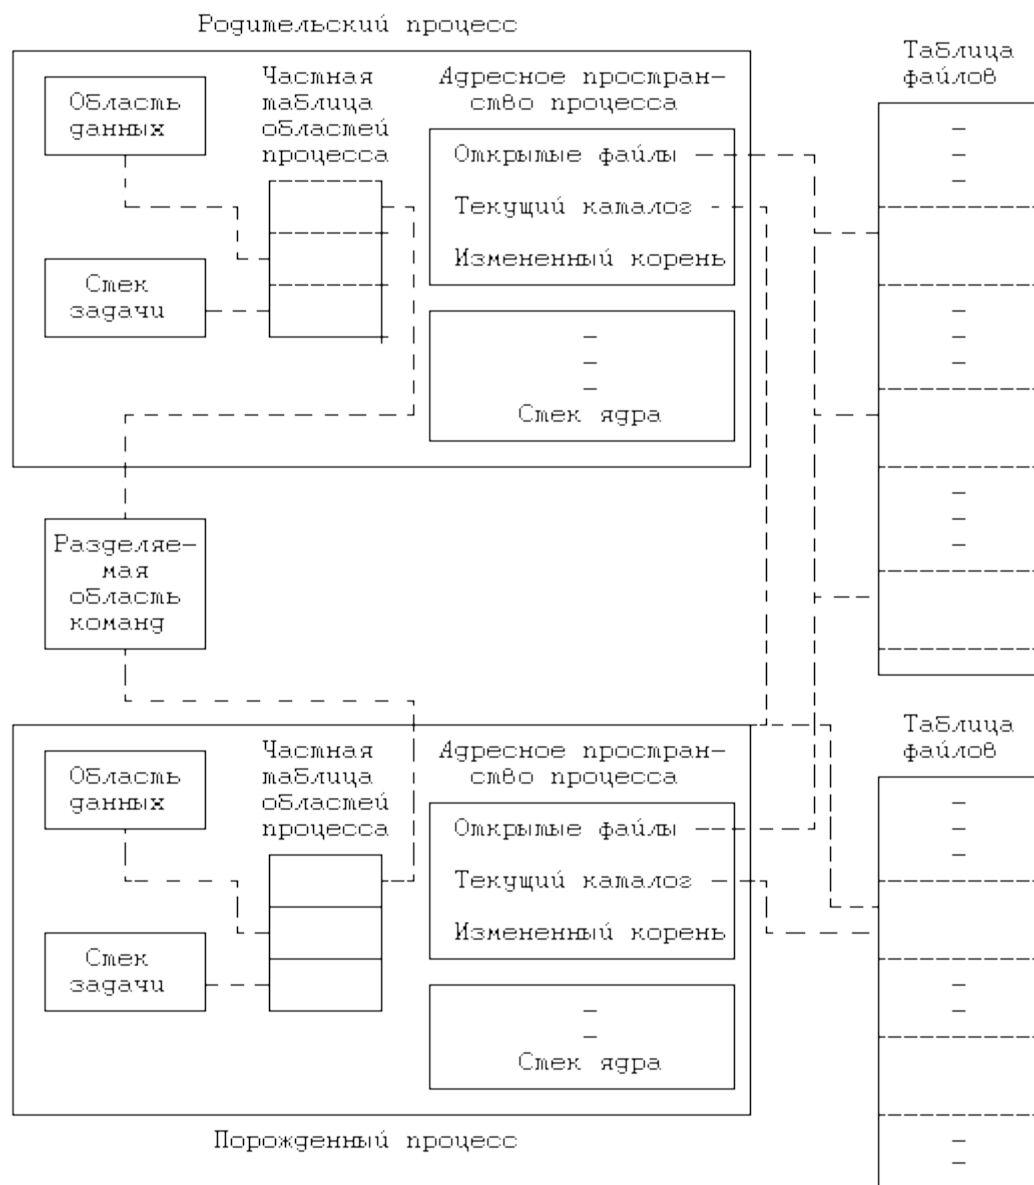 Родительский процесс
Таблица
файлов
Область
данных
Частная
таблица
областей
процесса
Адресное простран-
ство процесса
Открытые файлы
Текущий каталог
Измененный корень
Стек
задачи
Стек ядра
Разделяе-
мая
область
команд
Таблица
файлов
Область
данных
Частная
таблица
областей
процесса
Адресное простран-
ство процесса
Открытые файлы
Текущий каталог
Измененный корень
Стек
задачи
Стек ядра
Порожденный процесс